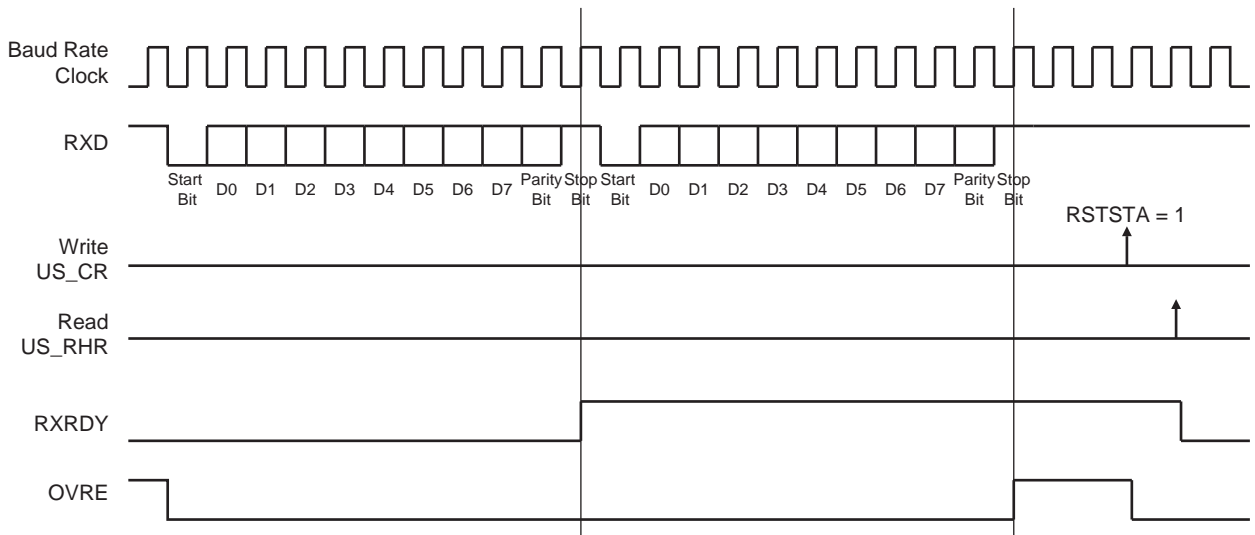 Baud Rate
Clock
RXD
Start
Bit
D0
D1
D2
D3
D4
D5
D6
D7
Parity
Bit
Stop
Bit
Start
Bit
D0
D1
D2
D3
D4
D5
D6
D7
Parity
Bit
Stop
Bit
RSTSTA = 1
Write
US_CR
Read
US_RHR
RXRDY
OVRE